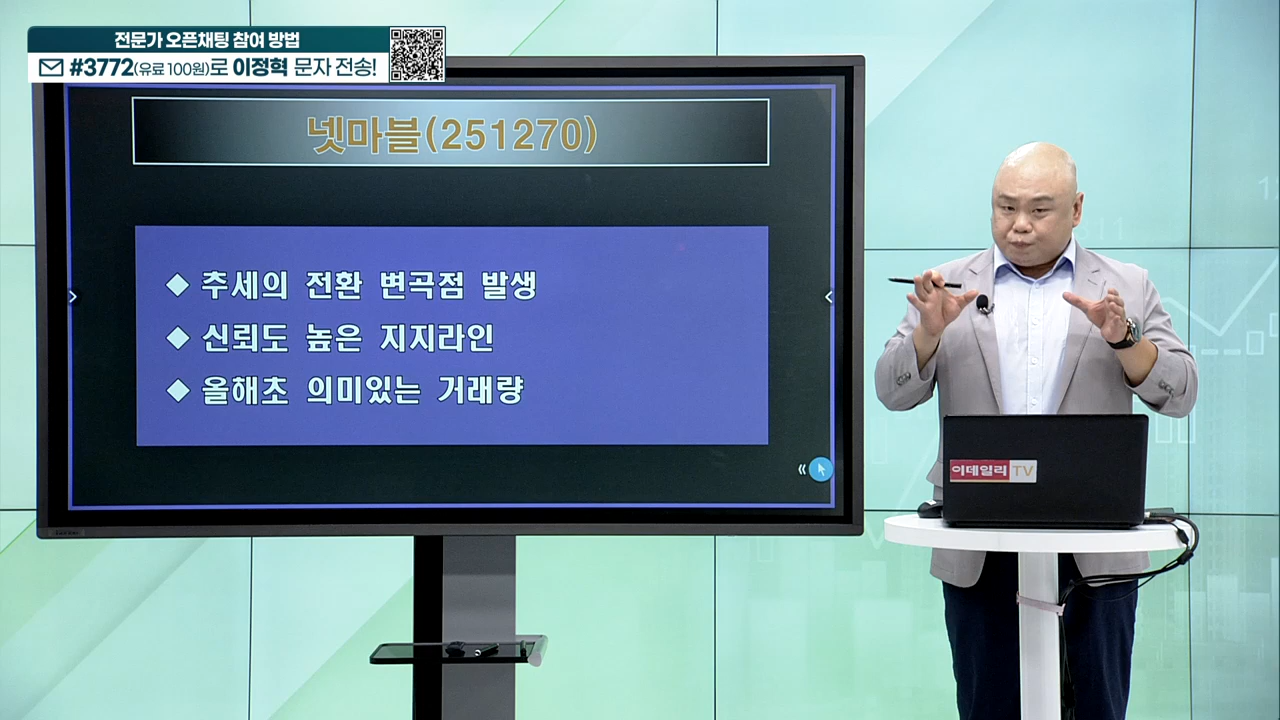 전문가 오픈채팅 참여 방법
#3772(유료 100원)로 이정혁 문자 전송!
넷마블(251270)
◆ 추세의 전환 변곡점 발생
◆ 신뢰도 높은 지지라인
◆ 올해초 의미있는 거래량
이데일리TV